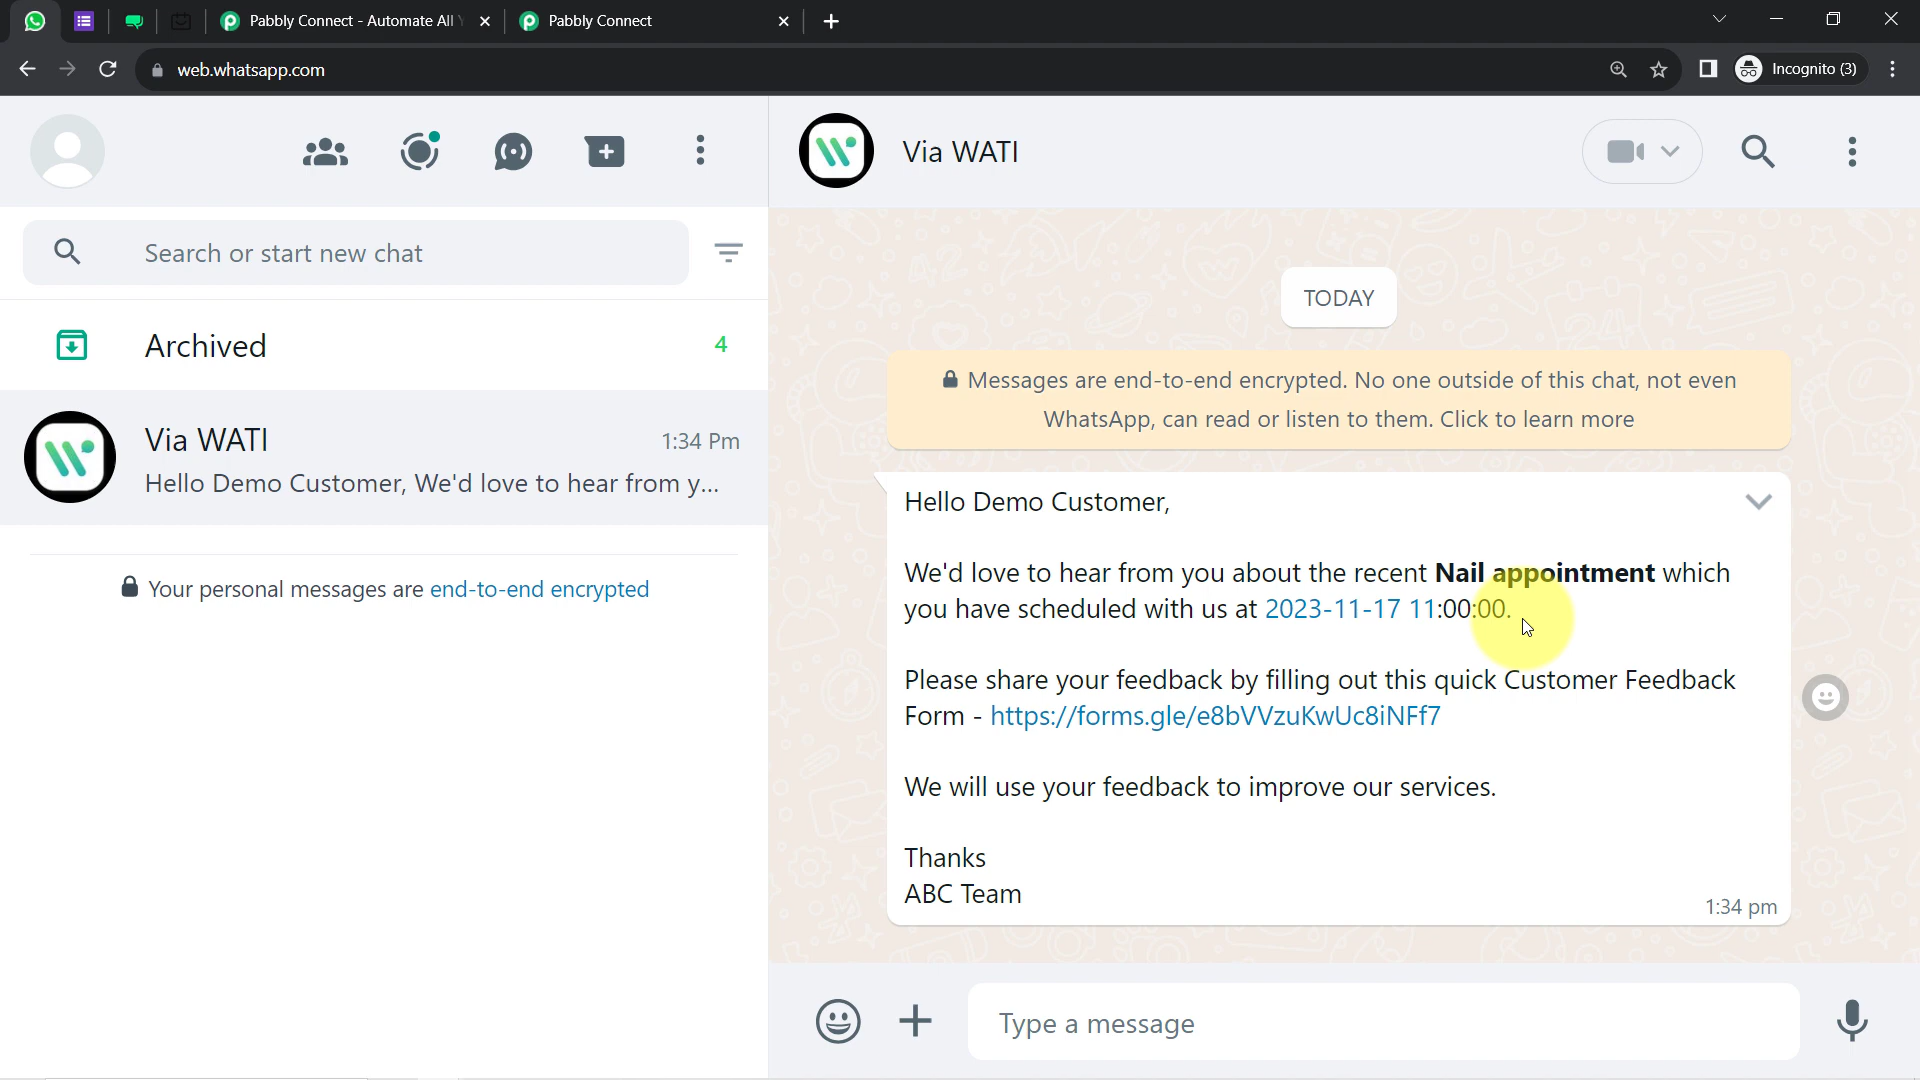 Pabbly Connect - Automate All
Pabbly Connect
web.whatsapp.com
Incognito (3)
Via WATI
Search or start new chat
Archived
4
Via WATI
1:34 Pm
Hello Demo Customer, We'd love to hear from y...
Your personal messages are end-to-end encrypted
TODAY
Messages are end-to-end encrypted. No one outside of this chat, not even
WhatsApp, can read or listen to them. Click to learn more
Hello Demo Customer,
We'd love to hear from you about the recent Nail appointment which
you have scheduled with us at 2023-11-17 11:00:00.
Please share your feedback by filling out this quick Customer Feedback
Form - https://forms.gle/e8bVVzuKwUc8iNFf7
We will use your feedback to improve our services.
Thanks
ABC Team
1:34 pm
Type a message